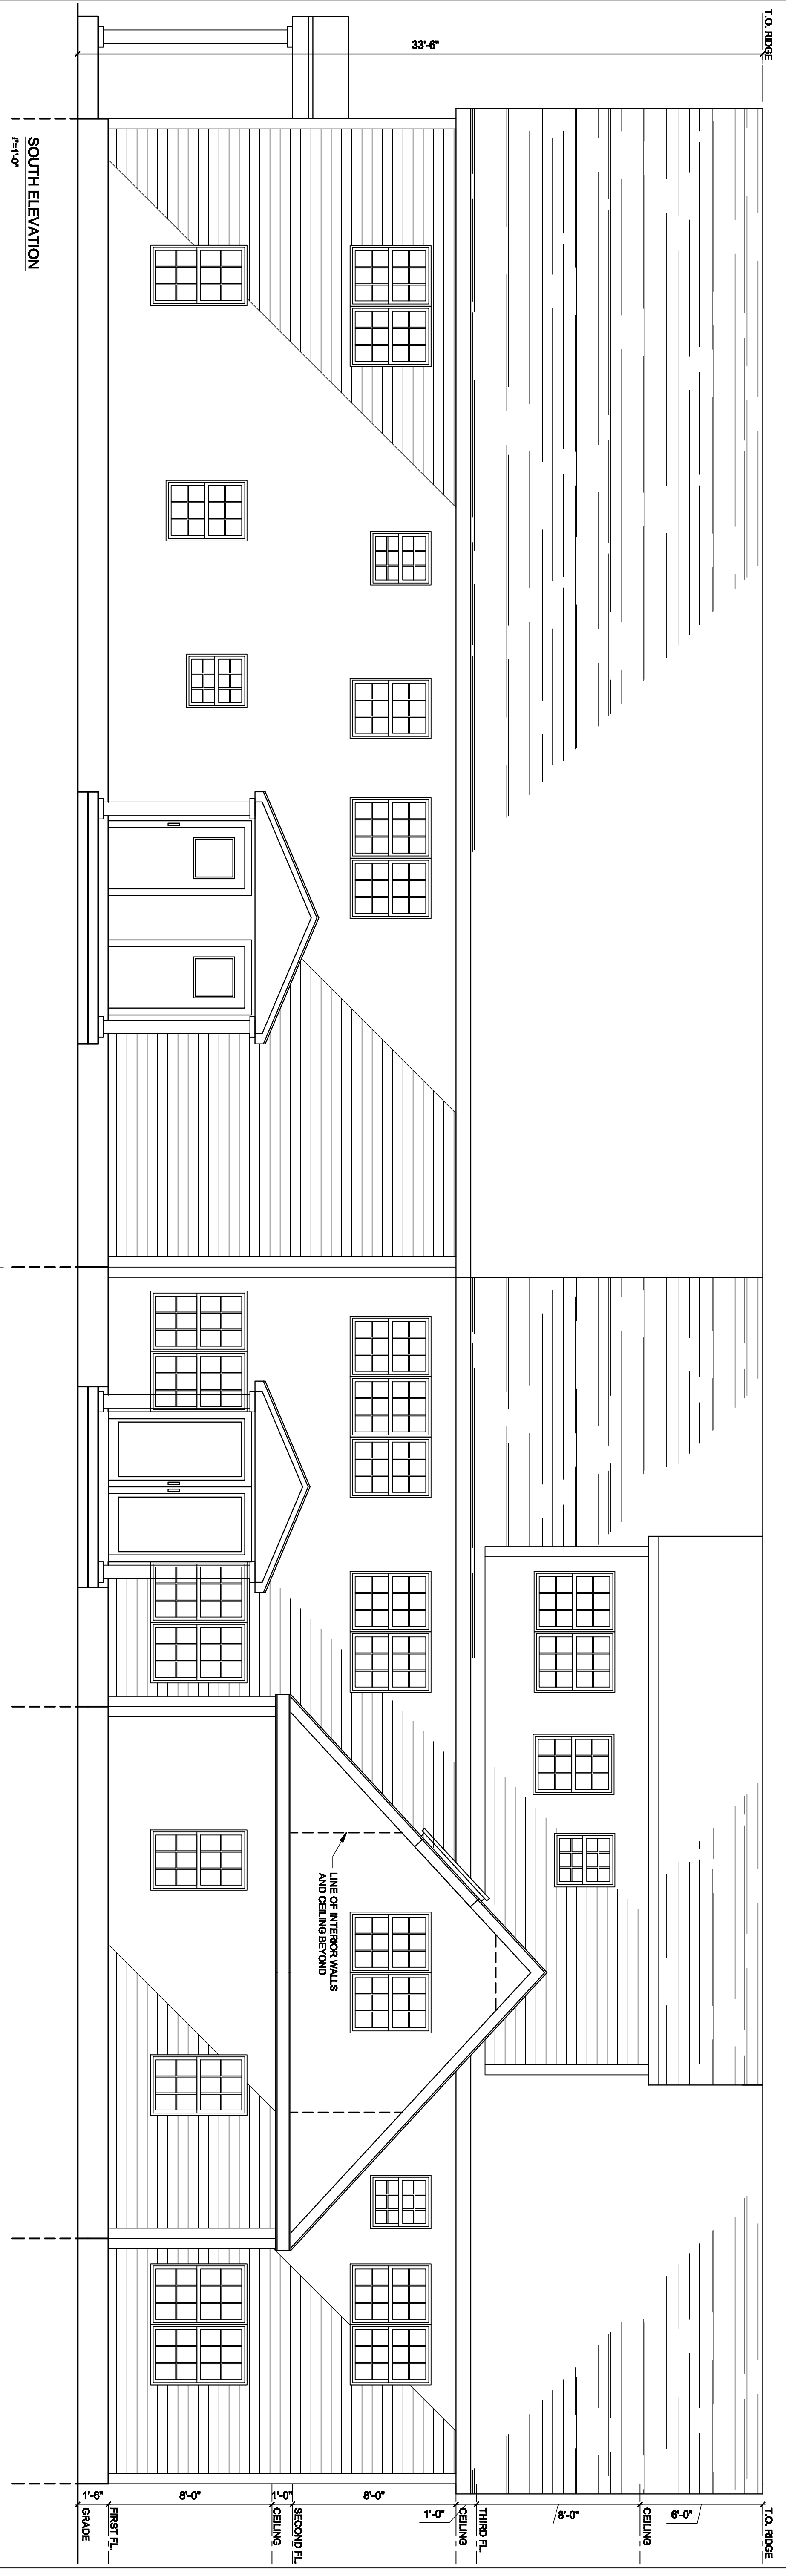 T.O. RIDGE
33'-6"
SOUTH ELEVATION
1"=1'-0"
LINE OF INTERIOR WALLS
AND CEILING BEYOND
T.O. RIDGE
6'-0"
CEILING
8'-0"
THIRD FL.
1'-0"
CEILING
8'-0"
SECOND FL.
1'-0"
CEILING
8'-0"
FIRST FL.
1'-6"
GRADE